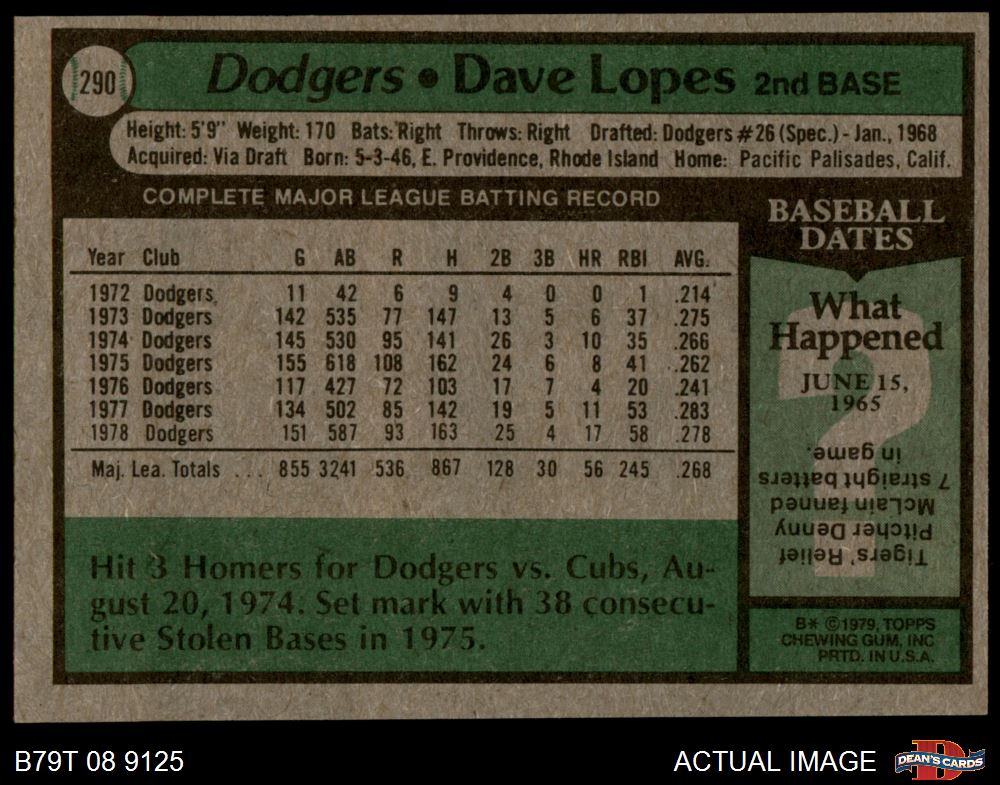 290
Dodgers • Dave Lopes 2nd BASE
Height: 5'9" Weight: 170 Bats: Right Throws: Right Drafted: Dodgers #26 (Spec.) - Jan., 1968
Acquired: Via Draft Born: 5-3-46, E. Providence, Rhode Island Home: Pacific Palisades, Calif.
COMPLETE MAJOR LEAGUE BATTING RECORD
Year Club G AB R H 2B 3B HR RBI AVG.
1972 Dodgers 11 42 6 9 4 0 0 1 .214
1973 Dodgers 142 535 77 147 13 5 6 37 .275
1974 Dodgers 145 530 95 141 26 3 10 35 .266
1975 Dodgers 155 618 108 162 24 6 8 41 .262
1976 Dodgers 117 427 72 103 17 7 4 20 .241
1977 Dodgers 134 502 85 142 19 5 11 53 .283
1978 Dodgers 151 587 93 163 25 4 17 58 .278
Maj. Lea. Totals ... 855 3241 536 867 128 30 56 245 .268
Hit 3 Homers for Dodgers vs. Cubs, Au-
gust 20, 1974. Set mark with 38 consecu-
tive Stolen Bases in 1975.
BASEBALL
DATES
What
Happened
JUNE 15,
1965
?
Tigers' Relief
Pitcher Denny
McLain fanned
7 straight batters
in game.
B* ©1979, TOPPS
CHEWING GUM, INC
PRTD. IN U.S.A.
B79T 08 9125
ACTUAL IMAGE
DEAN'S CARDS